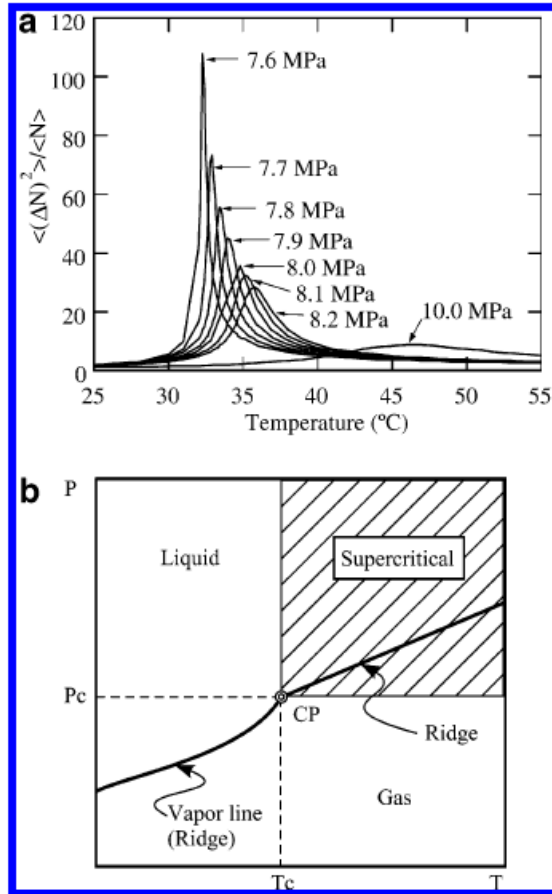 a
120
100
80
60
40
20
0
<(ΔN)²>/<N>
7.6 MPa
7.7 MPa
7.8 MPa
7.9 MPa
8.0 MPa
8.1 MPa
8.2 MPa
10.0 MPa
25 30 35 40 45 50 55
Temperature (ºC)
b
P
Liquid
Supercritical
Pc
CP
Ridge
Vapor line
(Ridge)
Gas
Tc
T